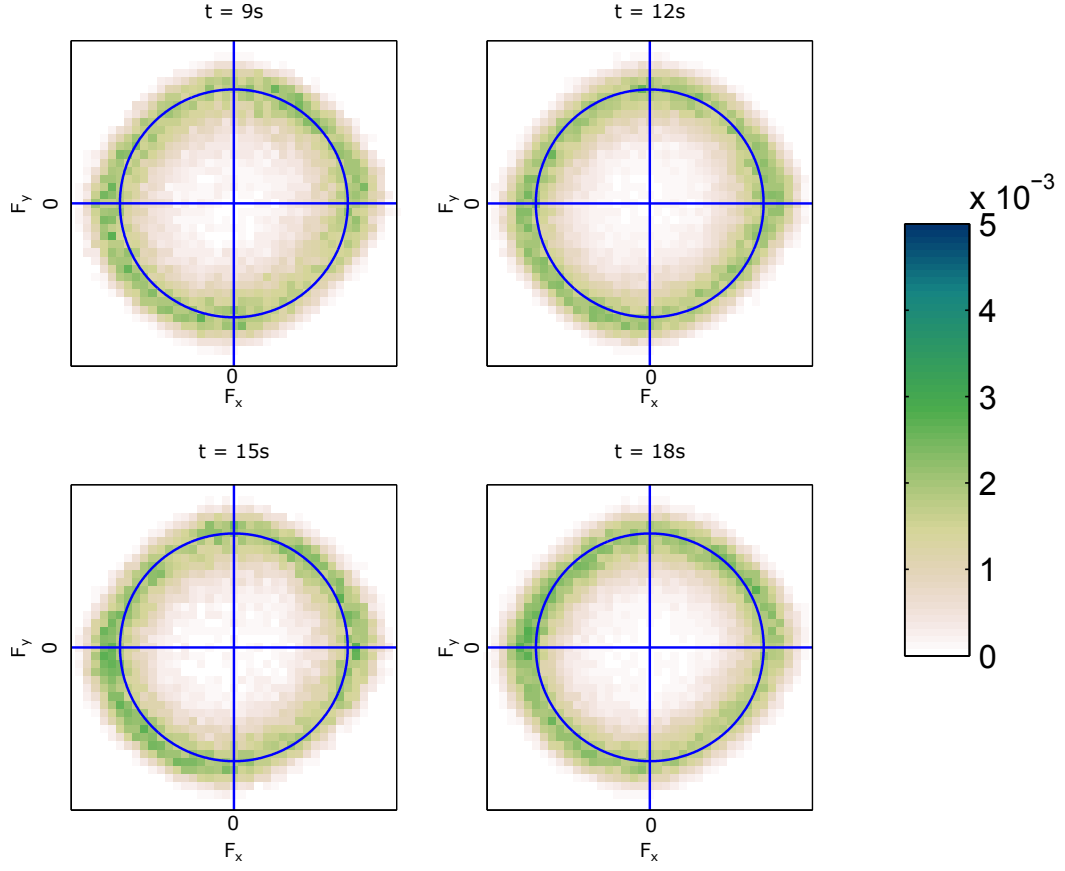 t = 9s
t = 12s
F_y
0
0
F_x
F_y
0
0
F_x
x 10^−3
5
4
3
2
1
0
t = 15s
t = 18s
F_y
0
0
F_x
F_y
0
0
F_x